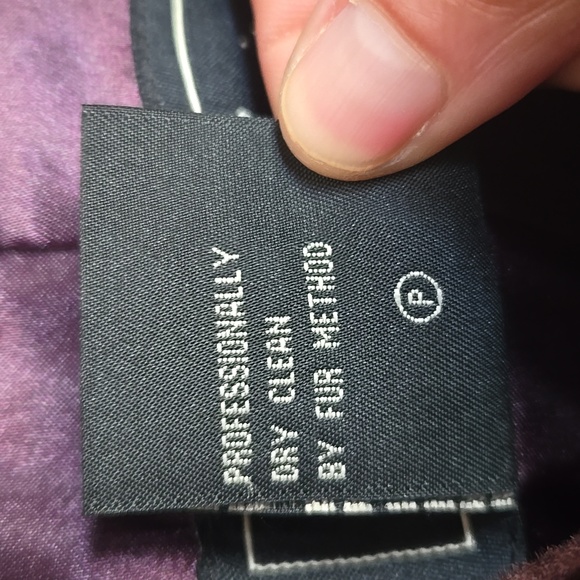 PROFESSIONALLY
DRY CLEAN
BY FUR METHOD
P